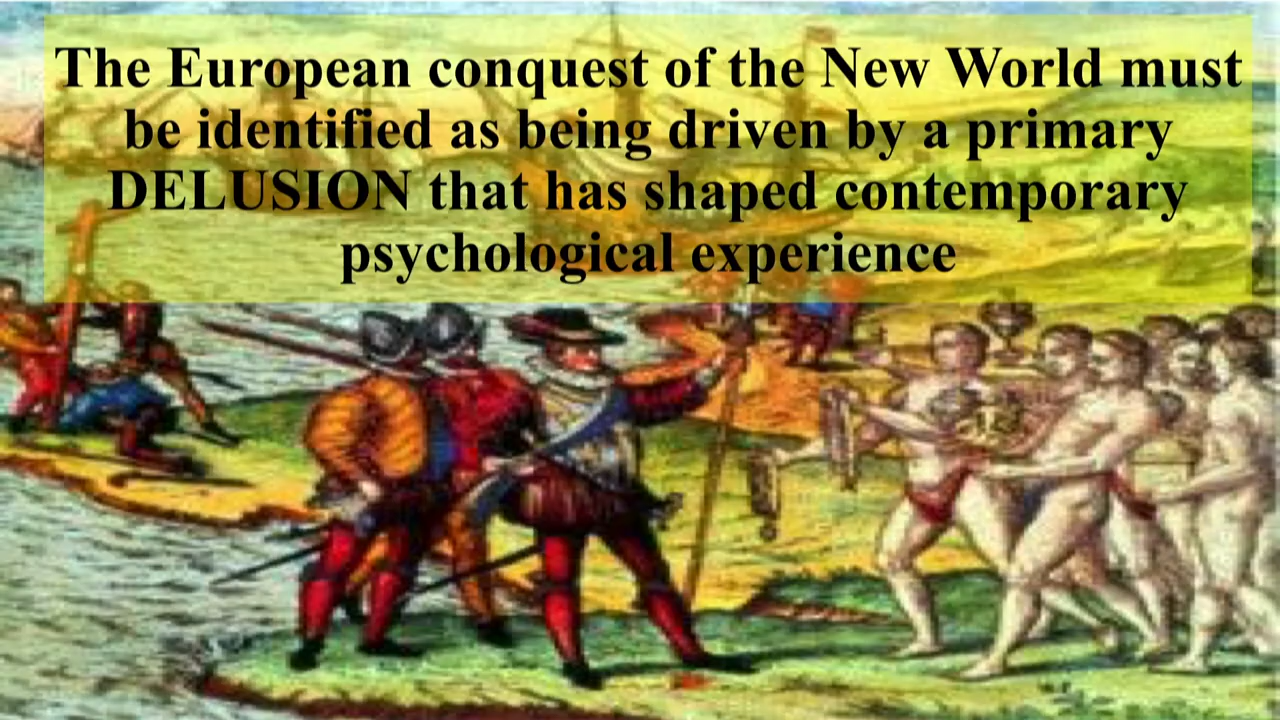 The European conquest of the New World must
be identified as being driven by a primary
DELUSION that has shaped contemporary
psychological experience